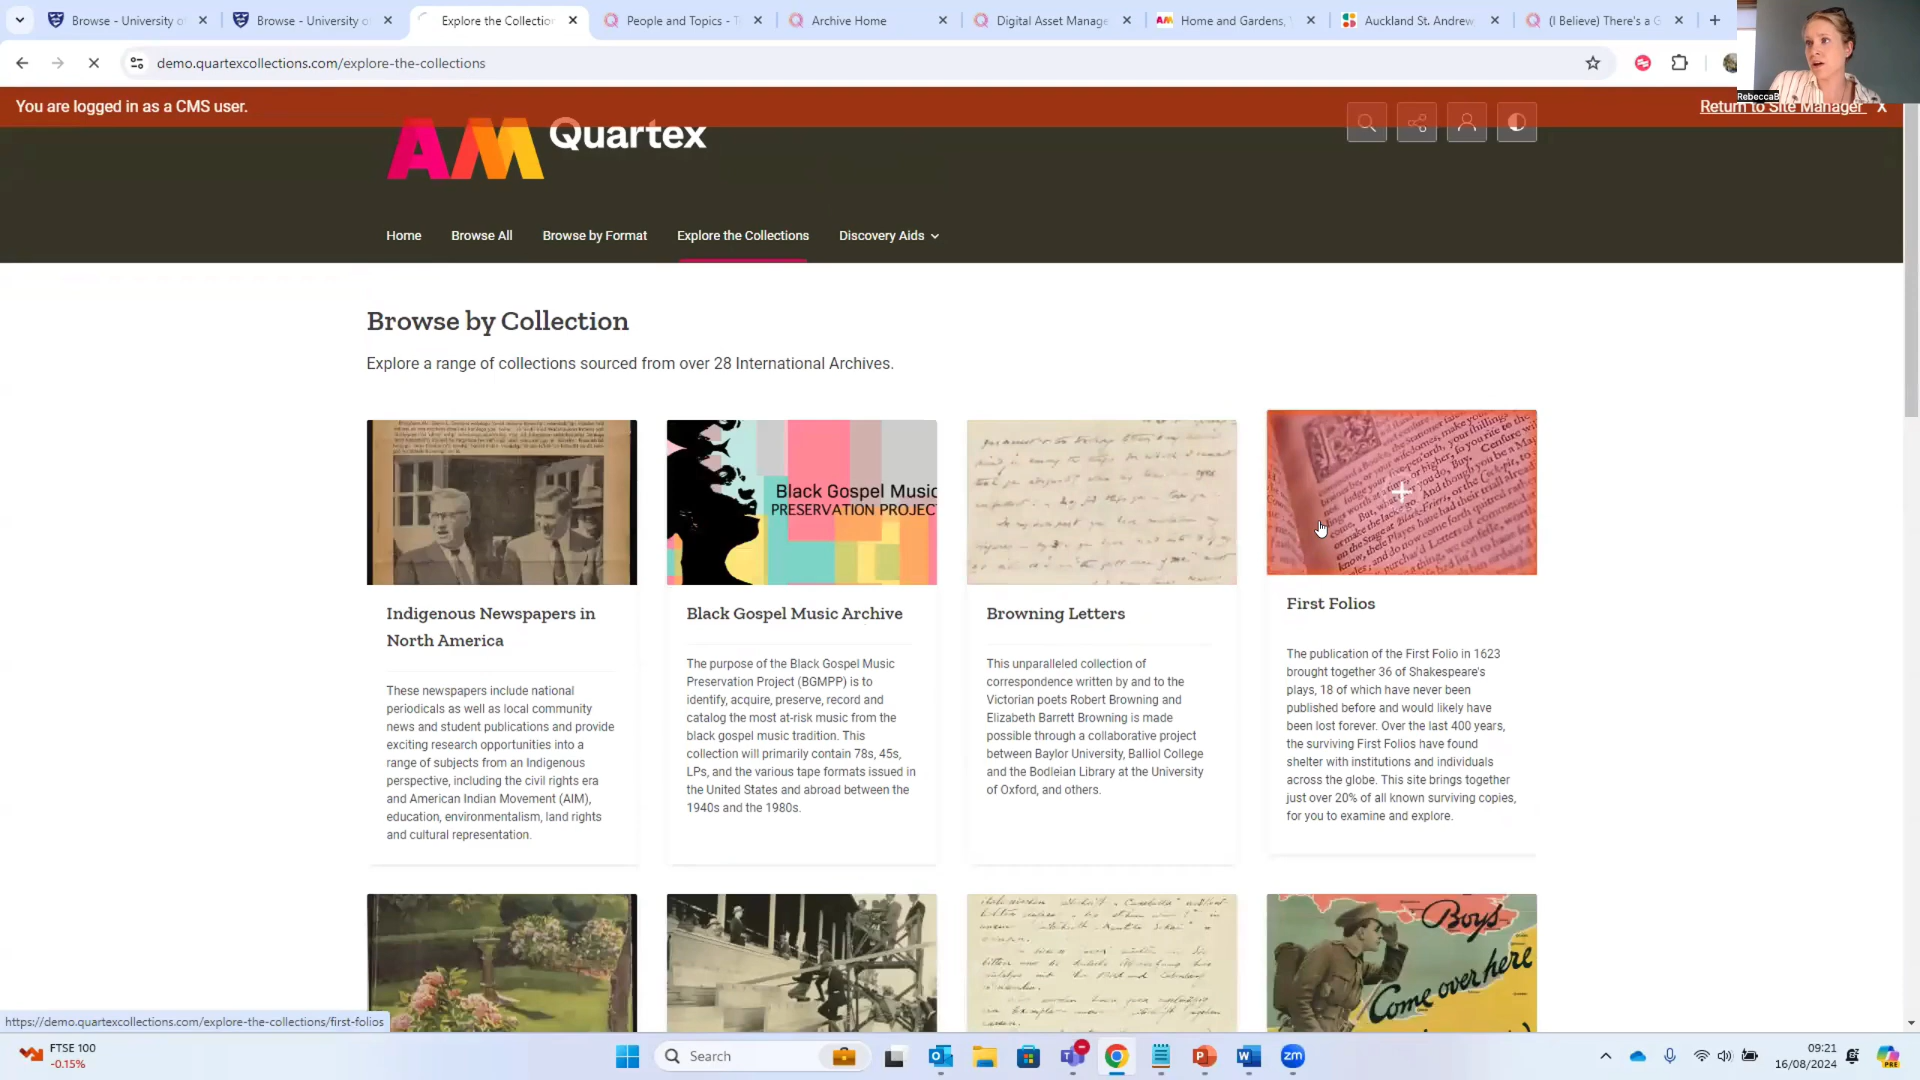 Browse - University o
Browse - University o
Explore the Collection
People and Topics - T
Archive Home
Digital Asset Manage
Home and Gardens,
Auckland St. Andrew
(I Believe) There's a G
demo.quartexcollections.com/explore-the-collections
RebeccaB
You are logged in as a CMS user.
Return to Site Manager X
AM Quartex
Home
Browse All
Browse by Format
Explore the Collections
Discovery Aids
Browse by Collection
Explore a range of collections sourced from over 28 International Archives.
Black Gospel Music
PRESERVATION PROJECT
Indigenous Newspapers in
North America
These newspapers include national
periodicals as well as local community
news and student publications and provide
exciting research opportunities into a
range of subjects from an Indigenous
perspective, including the civil rights era
and American Indian Movement (AIM),
education, environmentalism, land rights
and cultural representation.
Black Gospel Music Archive
The purpose of the Black Gospel Music
Preservation Project (BGMPP) is to
identify, acquire, preserve, record and
catalog the most at-risk music from the
black gospel music tradition. This
collection will primarily contain 78s, 45s,
LPs, and the various tape formats issued in
the United States and abroad between the
1940s and the 1980s.
Browning Letters
This unparalleled collection of
correspondence written by and to the
Victorian poets Robert Browning and
Elizabeth Barrett Browning is made
possible through a collaborative project
between Baylor University, Balliol College
and the Bodleian Library at the University
of Oxford, and others.
First Folios
The publication of the First Folio in 1623
brought together 36 of Shakespeare's
plays, 18 of which have never been
published before and would likely have
been lost forever. Over the last 400 years,
the surviving First Folios have found
shelter with institutions and individuals
across the globe. This site brings together
just over 20% of all known surviving copies,
for you to examine and explore.
Boys
Come over here
https://demo.quartexcollections.com/explore-the-collections/first-folios
FTSE 100
-0.15%
Search
zm
09:21
16/08/2024
PRE